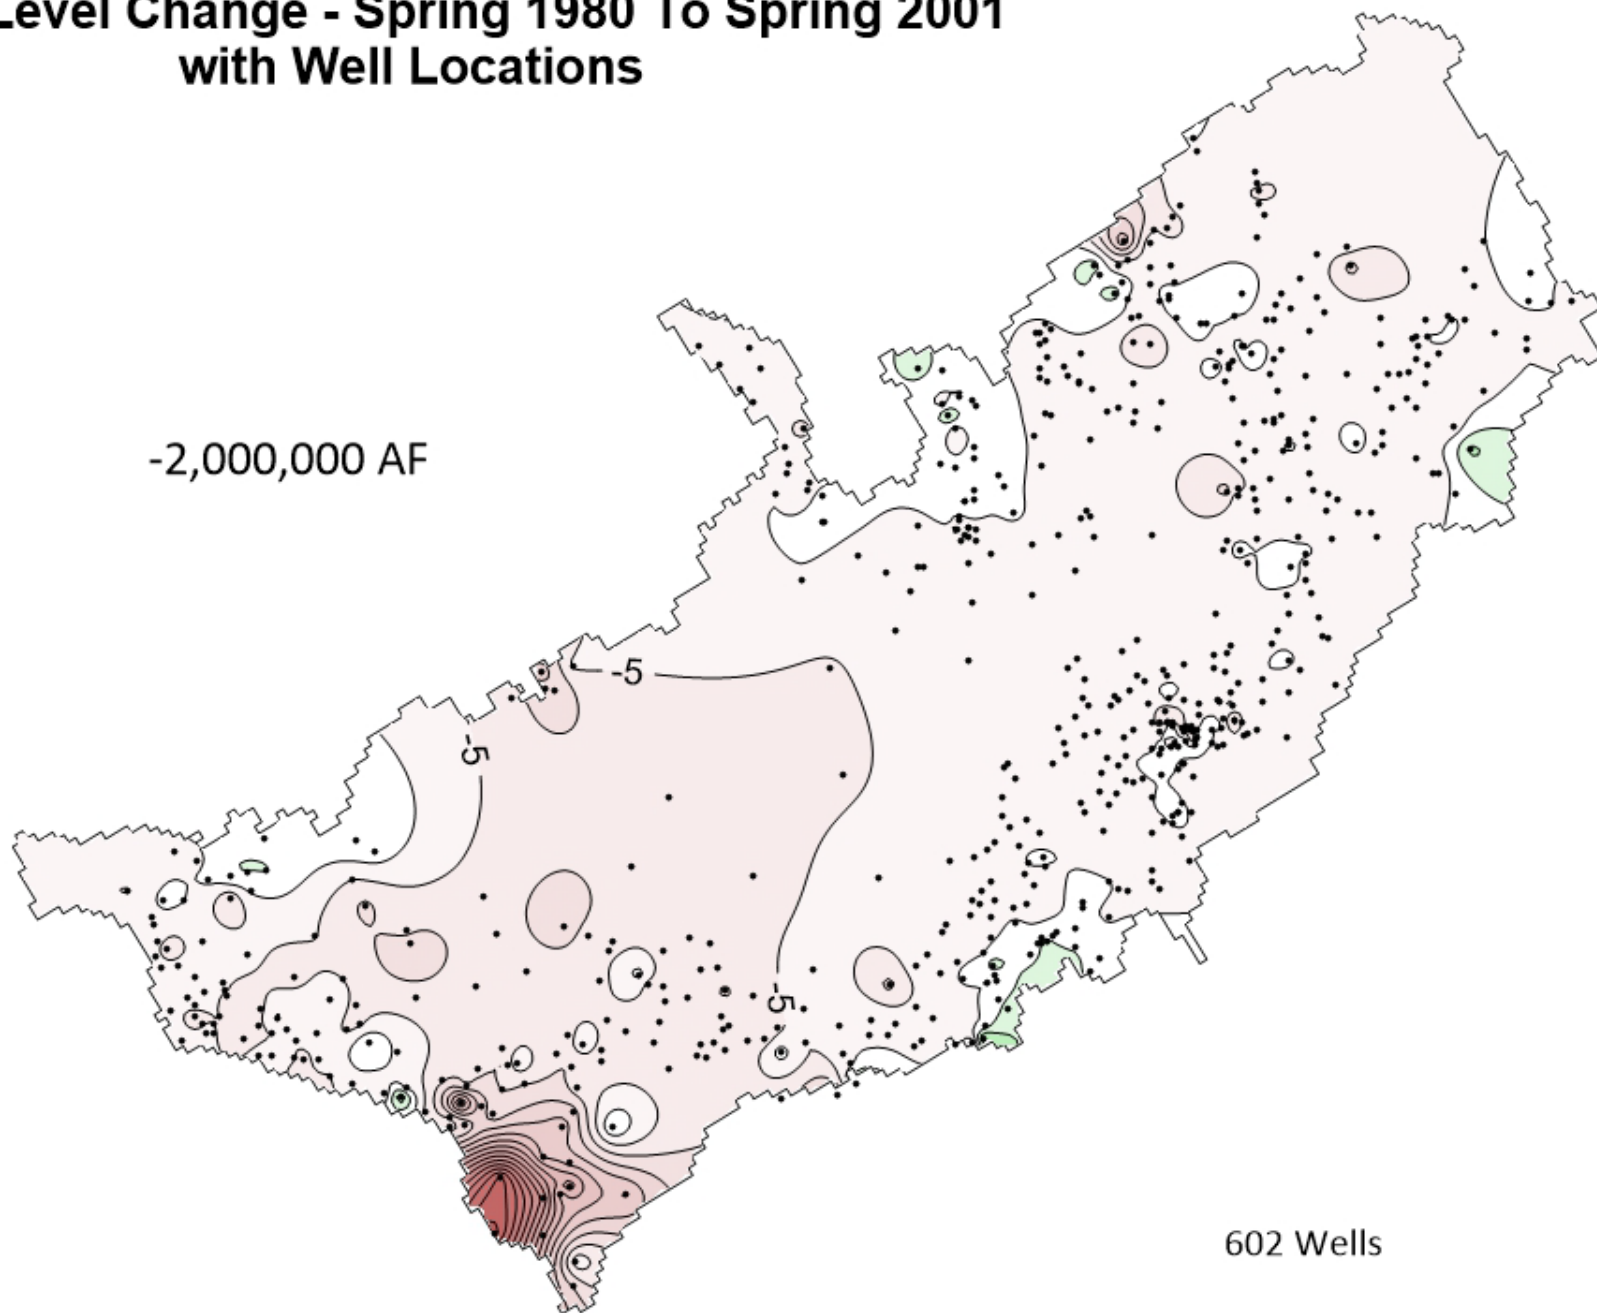 Level Change - Spring 1980 To Spring 2001
with Well Locations
-2,000,000 AF
-5
-5
-5
602 Wells